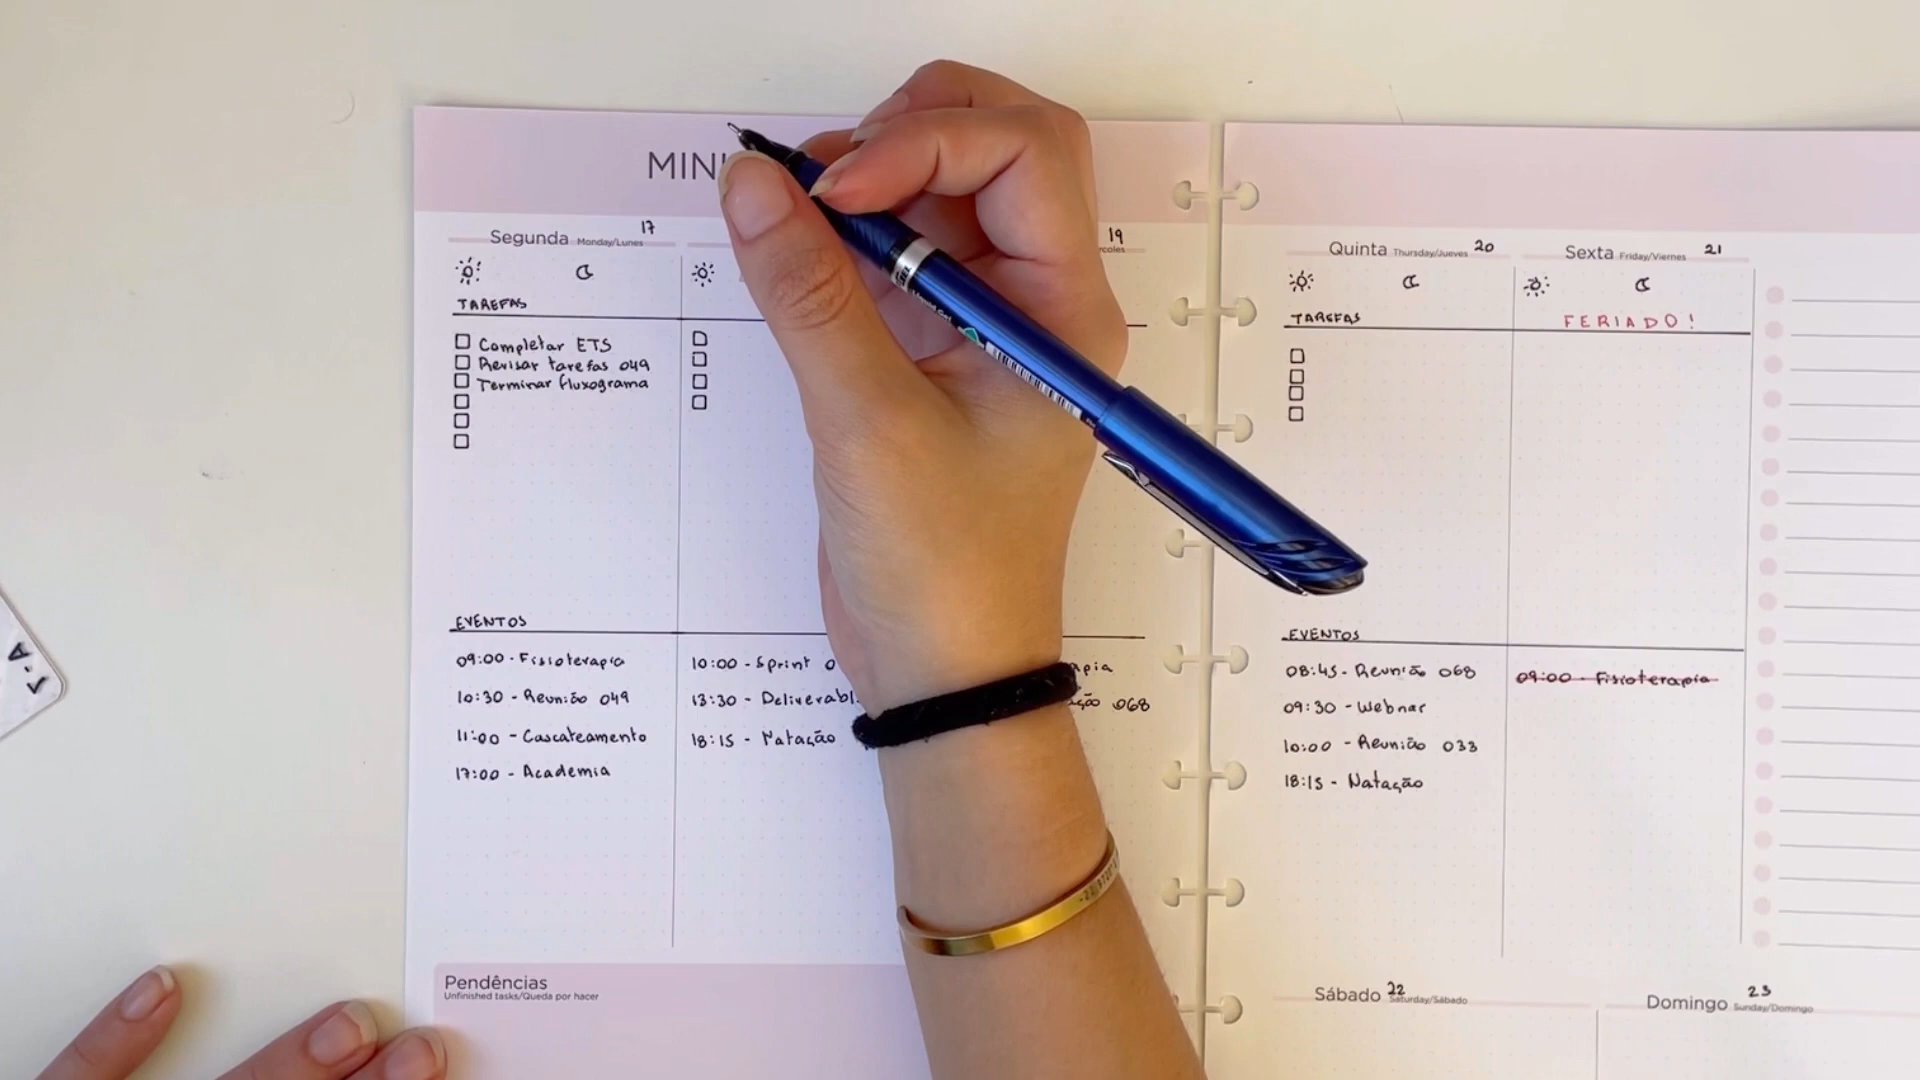 MINI
Segunda Monday/Lunes 17
TAREFAS
Completar ETS
Revisar tarefas 049
Terminar fluxograma
EVENTOS
09:00 - Fisioterapia
10:30 - Reunião 049
11:00 - Cascateamento
17:00 - Academia
10:00 - Sprint 0
13:30 - Deliverabl
18:15 - Natação
19
rcoles
apia
ação 068
Pendências
Unfinished tasks/Queda por hacer
Quinta Thursday/Jueves 20
TAREFAS
EVENTOS
08:45 - Reunião 068
09:30 - Webnar
10:00 - Reunião 033
18:15 - Natação
Sexta Friday/Viernes 21
FERIADO!
09:00 - Fisioterapia
Sábado Saturday/Sábado 22
Domingo Sunday/Domingo 23